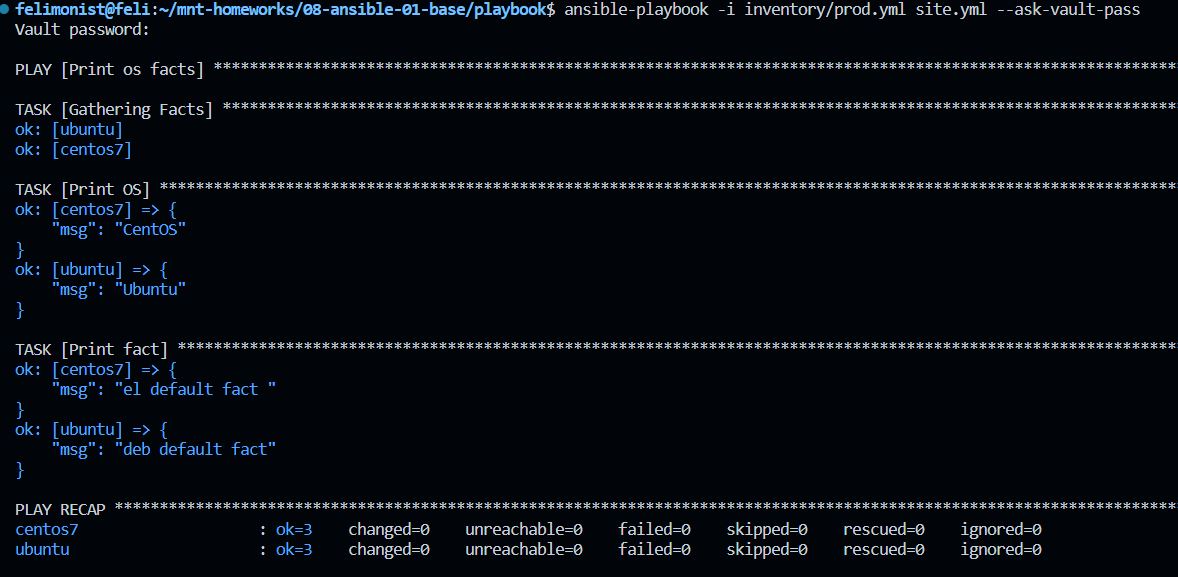 felimonist@feli:~/mnt-homeworks/08-ansible-01-base/playbook$ ansible-playbook -i inventory/prod.yml site.yml --ask-vault-pass
Vault password:

PLAY [Print os facts] *********************************************************************************************************

TASK [Gathering Facts] ********************************************************************************************************
ok: [ubuntu]
ok: [centos7]

TASK [Print OS] ***************************************************************************************************************
ok: [centos7] => {
    "msg": "CentOS"
}
ok: [ubuntu] => {
    "msg": "Ubuntu"
}

TASK [Print fact] *************************************************************************************************************
ok: [centos7] => {
    "msg": "el default fact "
}
ok: [ubuntu] => {
    "msg": "deb default fact"
}

PLAY RECAP ********************************************************************************************************************
centos7                    : ok=3    changed=0    unreachable=0    failed=0    skipped=0    rescued=0    ignored=0
ubuntu                     : ok=3    changed=0    unreachable=0    failed=0    skipped=0    rescued=0    ignored=0